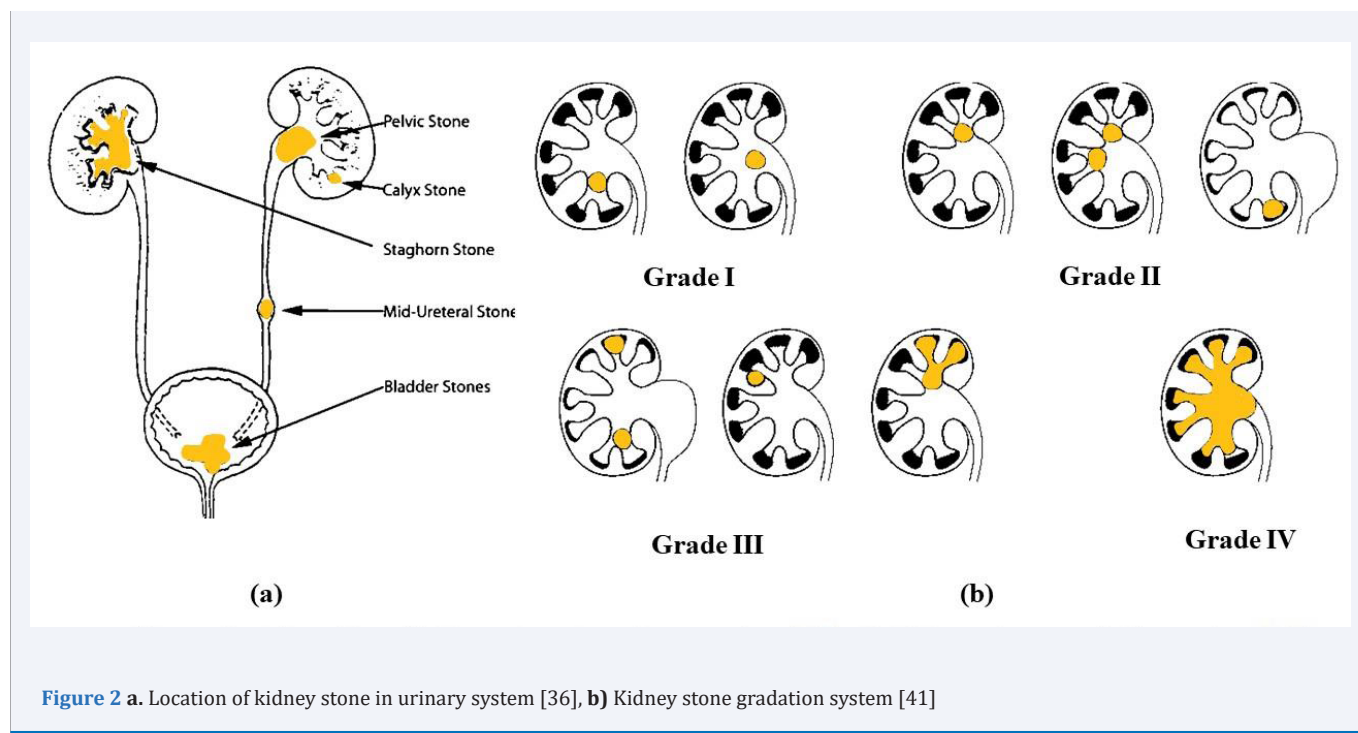 Pelvic Stone
Calyx Stone
Staghorn Stone
Mid-Ureteral Stone
Bladder Stones
(a)
Grade I
Grade II
Grade III
Grade IV
(b)
Figure 2 a. Location of kidney stone in urinary system [36], b) Kidney stone gradation system [41]